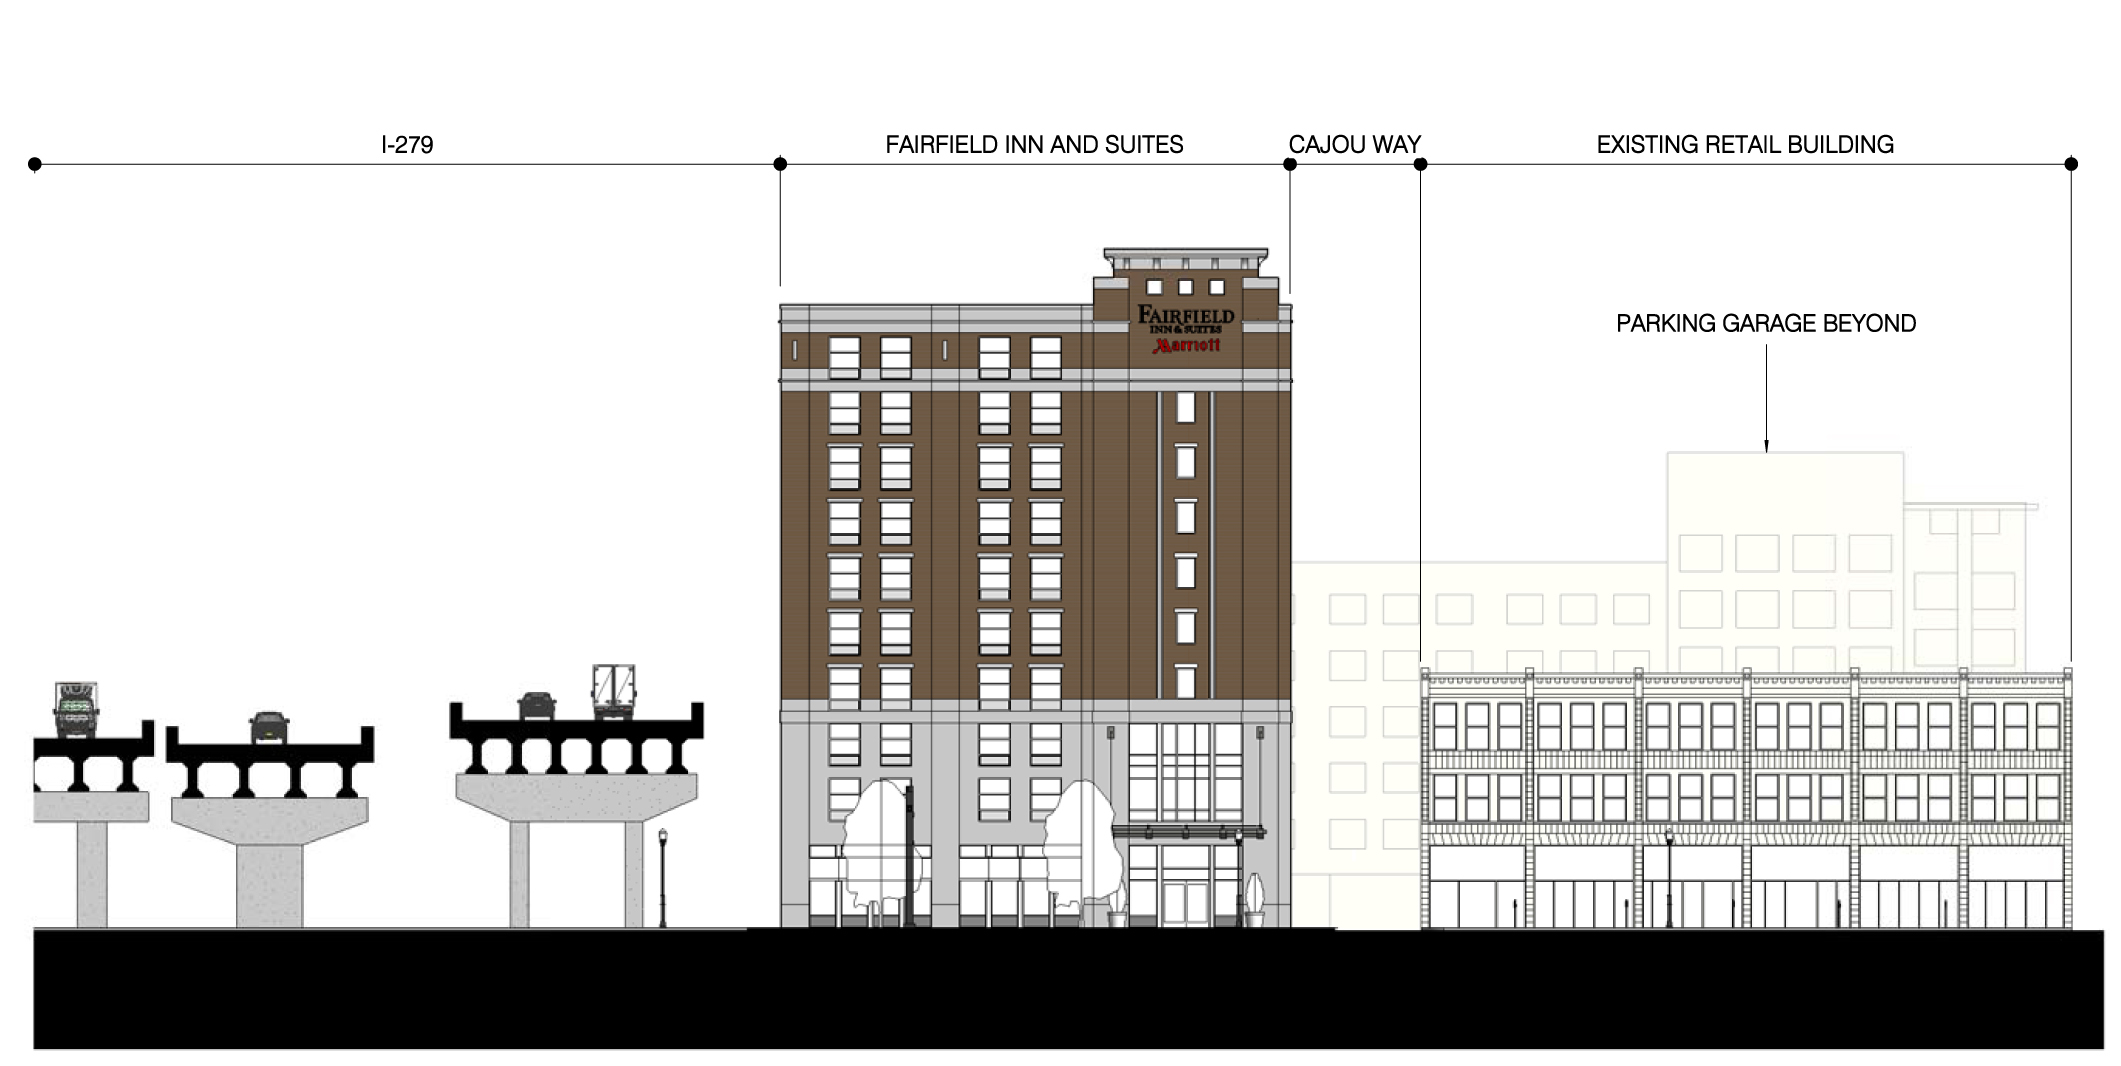 I-279
FAIRFIELD INN AND SUITES
CAJOU WAY
EXISTING RETAIL BUILDING
PARKING GARAGE BEYOND
FAIRFIELD
INN & SUITES
Marriott